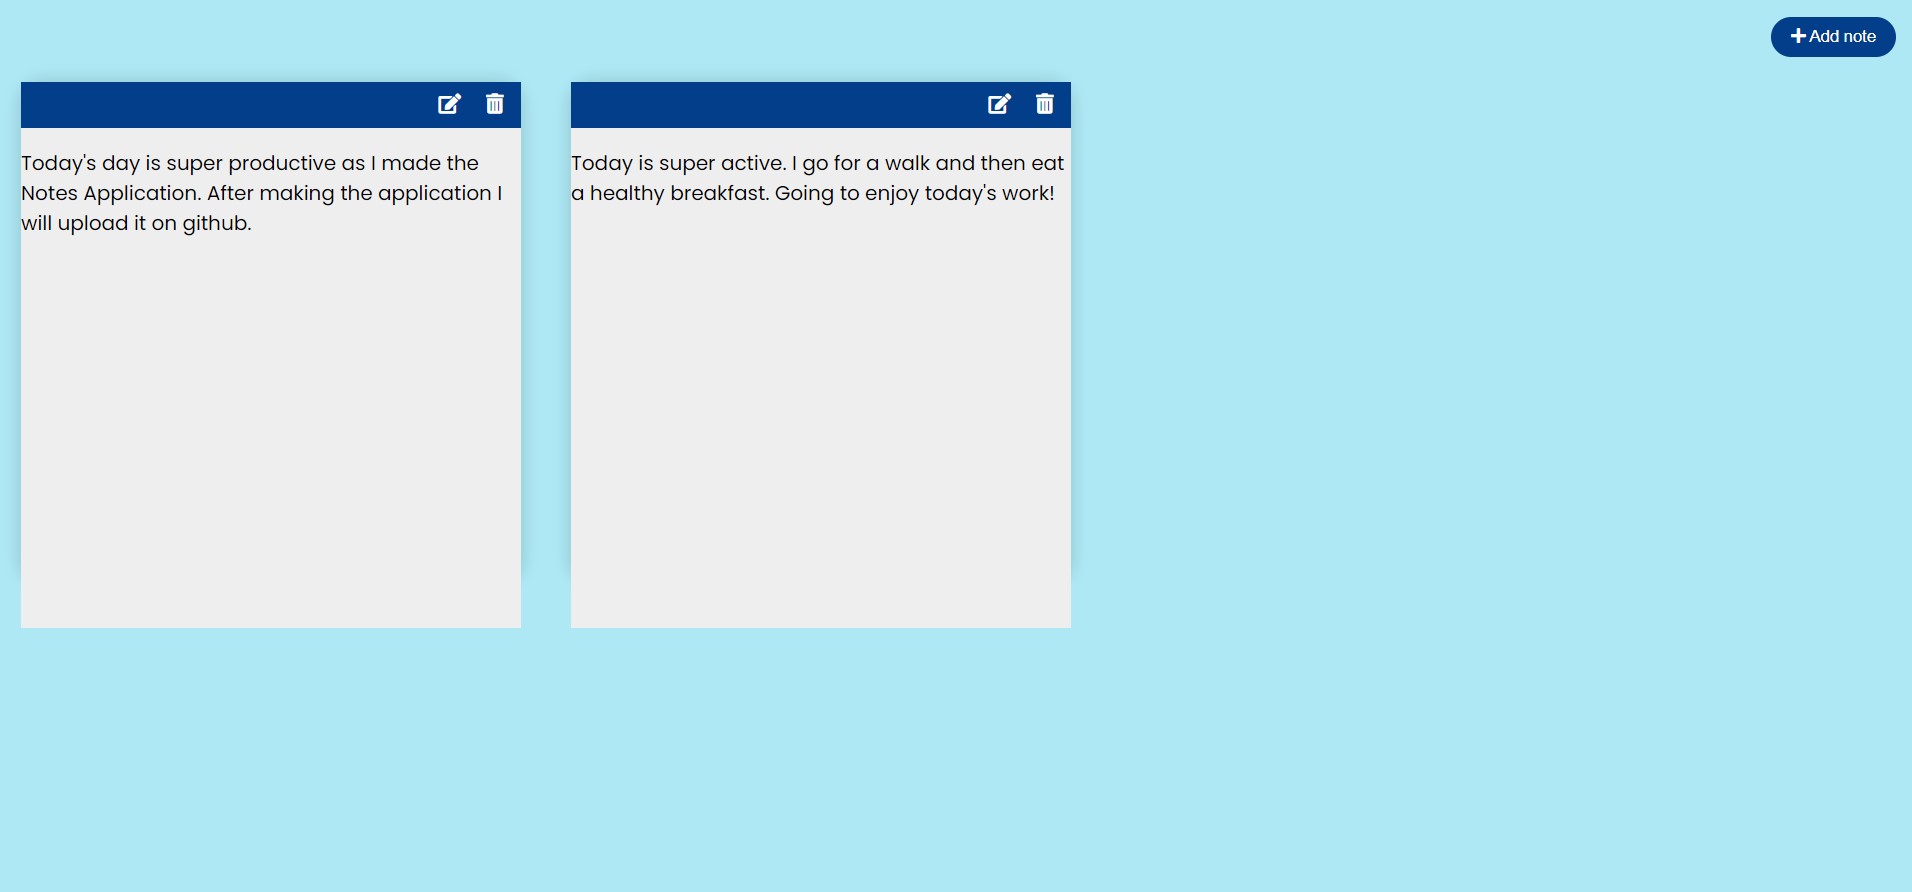 Add note
Today's day is super productive as I made the
Notes Application. After making the application I
will upload it on github.
Today is super active. I go for a walk and then eat
a healthy breakfast. Going to enjoy today's work!